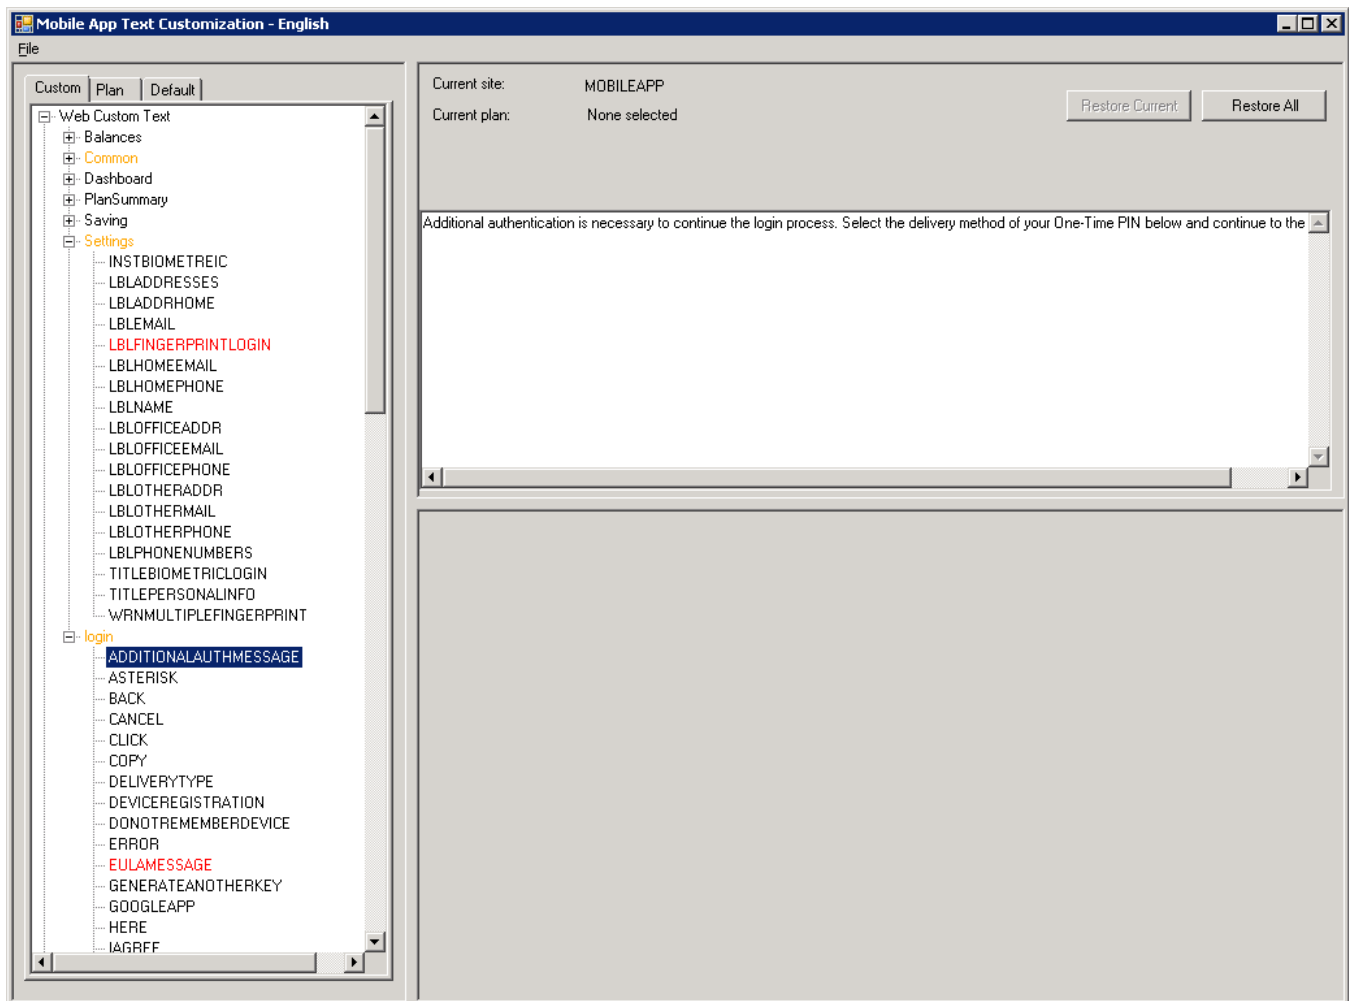 Mobile App Text Customization - English
File
Custom
Plan
Default
Web Custom Text
Balances
Common
Dashboard
PlanSummary
Saving
Settings
INSTBIOMETREIC
LBLADDRESSES
LBLADDRHOME
LBLEMAIL
LBLFINGERPRINTLOGIN
LBLHOMEEMAIL
LBLHOMEPHONE
LBLNAME
LBLOFFICEADDR
LBLOFFICEEMAIL
LBLOFFICEPHONE
LBLOTHERADDR
LBLOTHERMAIL
LBLOTHERPHONE
LBLPHONENUMBERS
TITLEBIOMETRICLOGIN
TITLEPERSONALINFO
WRNMULTIPLEFINGERPRINT
login
ADDITIONALAUTHMESSAGE
ASTERISK
BACK
CANCEL
CLICK
COPY
DELIVERYTYPE
DEVICEREGISTRATION
DONOTREMEMBERDEVICE
ERROR
EULAMESSAGE
GENERATEANOTHERKEY
GOOGLEAPP
HERE
IAGREE
Current site: MOBILEAPP
Current plan: None selected
Restore Current
Restore All
Additional authentication is necessary to continue the login process. Select the delivery method of your One-Time PIN below and continue to the